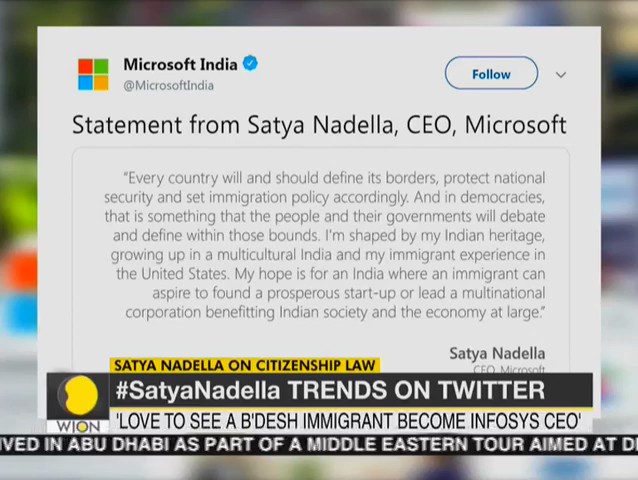 Microsoft India
@MicrosoftIndia
Follow
Statement from Satya Nadella, CEO, Microsoft
“Every country will and should define its borders, protect national
security and set immigration policy accordingly. And in democracies,
that is something that the people and their governments will debate
and define within those bounds. I'm shaped by my Indian heritage,
growing up in a multicultural India and my immigrant experience in
the United States. My hope is for an India where an immigrant can
aspire to found a prosperous start-up or lead a multinational
corporation benefitting Indian society and the economy at large.”
Satya Nadella
CEO, Microsoft
SATYA NADELLA ON CITIZENSHIP LAW
#SatyaNadella TRENDS ON TWITTER
'LOVE TO SEE A B'DESH IMMIGRANT BECOME INFOSYS CEO'
WION
IVED IN ABU DHABI AS PART OF A MIDDLE EASTERN TOUR AIMED AT DE